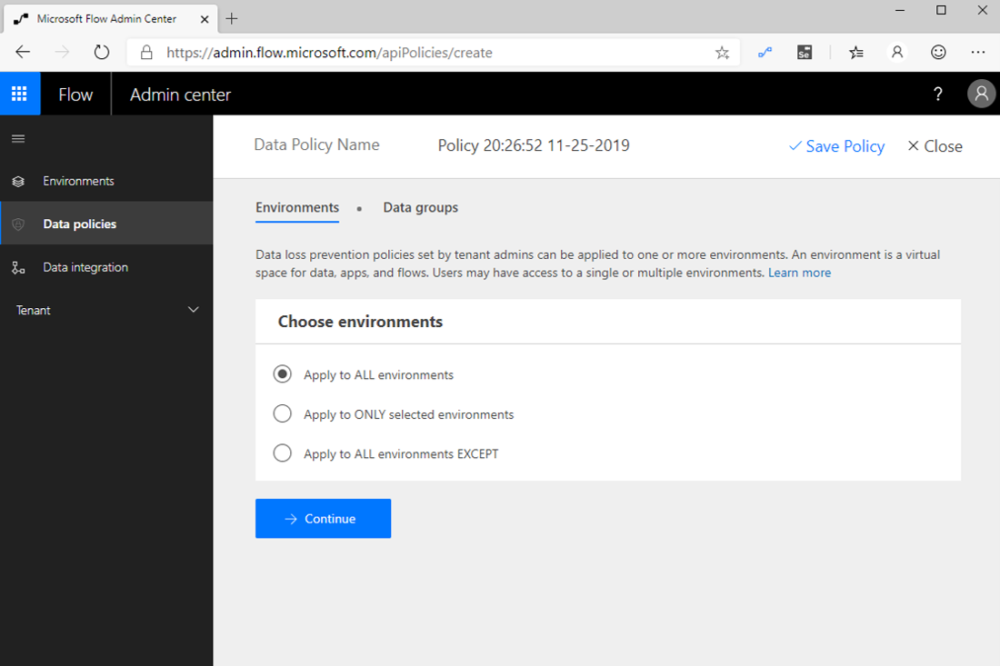 Microsoft Flow Admin Center
https://admin.flow.microsoft.com/apiPolicies/create
Se
Flow Admin center ?
Data Policy Name Policy 20:26:52 11-25-2019 Save Policy Close
Environments
Data policies
Data integration
Tenant
Environments • Data groups
Data loss prevention policies set by tenant admins can be applied to one or more environments. An environment is a virtual
space for data, apps, and flows. Users may have access to a single or multiple environments. Learn more
Choose environments
Apply to ALL environments
Apply to ONLY selected environments
Apply to ALL environments EXCEPT
Continue